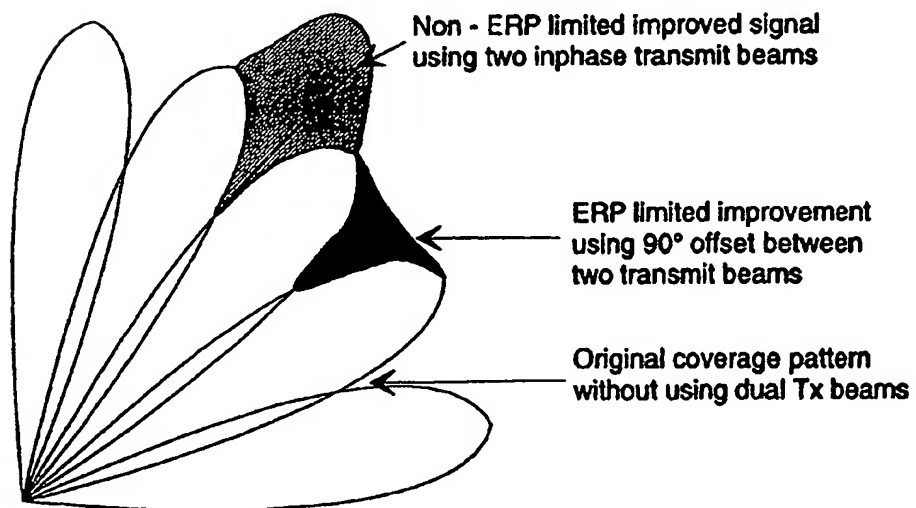 Non - ERP limited improved signal
using two inphase transmit beams
ERP limited improvement
using 90° offset between
two transmit beams
Original coverage pattern
without using dual Tx beams